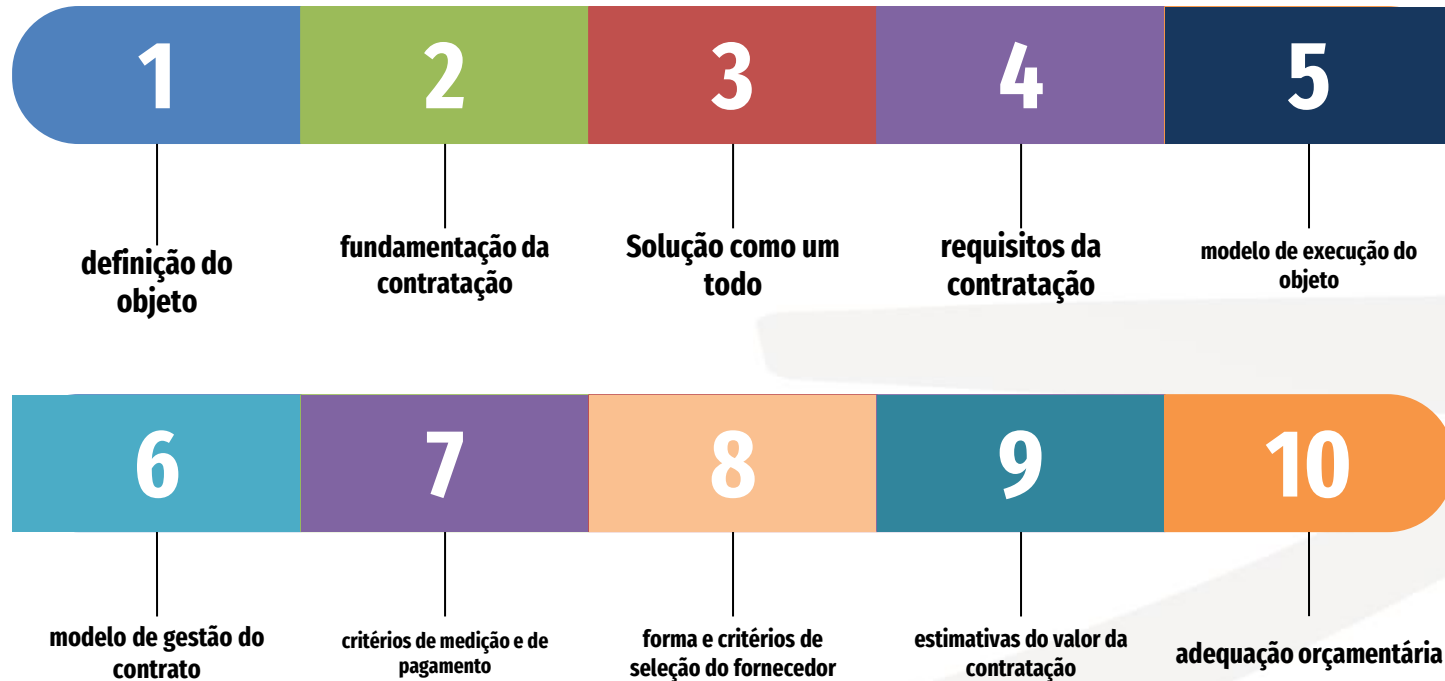 1
2
3
4
5
definição do
objeto
fundamentação da
contratação
Solução como um
todo
requisitos da
contratação
modelo de execução do
objeto
6
7
8
9
10
modelo de gestão do
contrato
critérios de medição e de
pagamento
forma e critérios de
seleção do fornecedor
estimativas do valor da
contratação
adequação orçamentária